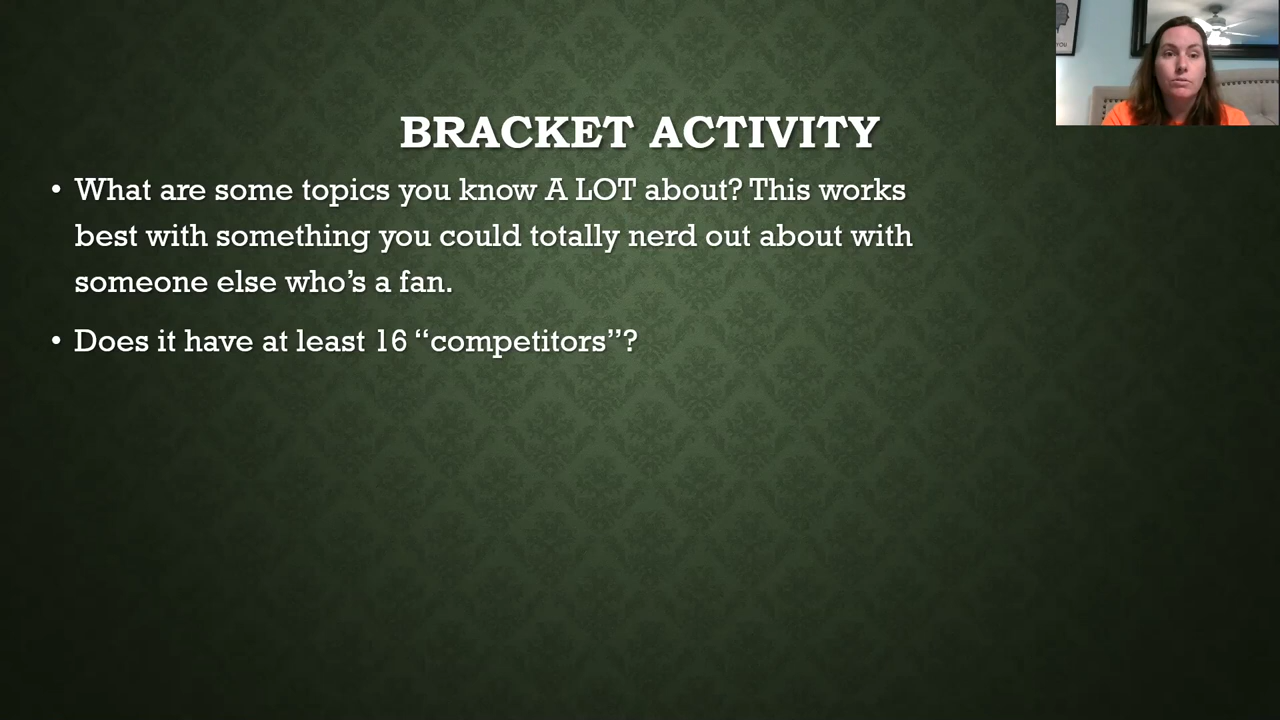 BRACKET ACTIVITY
• What are some topics you know A LOT about? This works
best with something you could totally nerd out about with
someone else who’s a fan.
• Does it have at least 16 “competitors”?
YOU